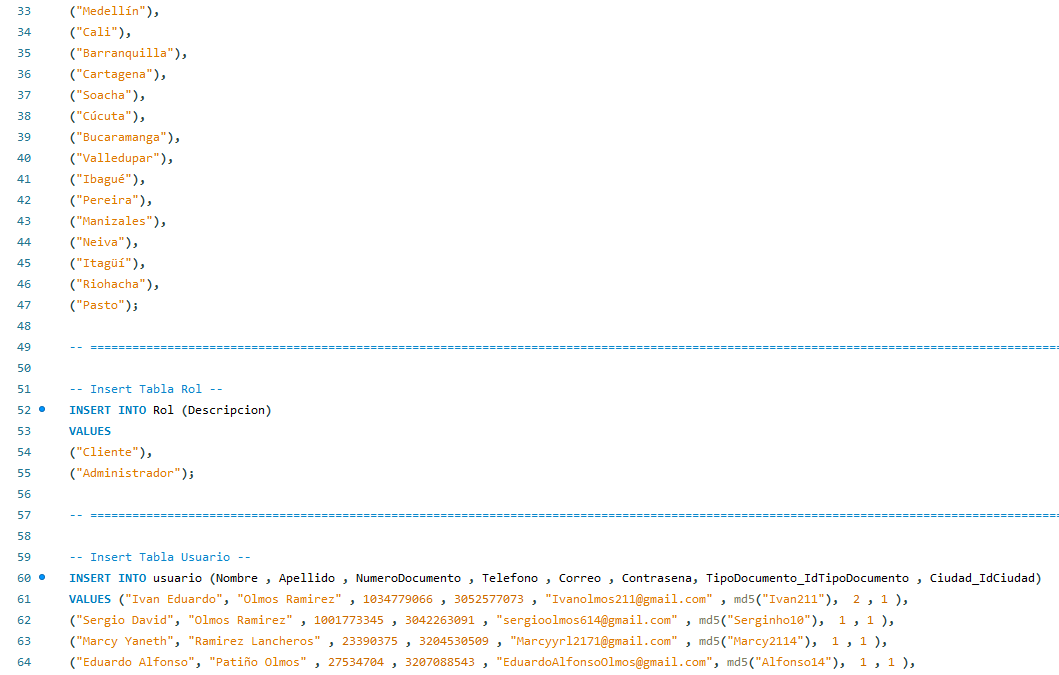 33 ("Medellín"),
34 ("Cali"),
35 ("Barranquilla"),
36 ("Cartagena"),
37 ("Soacha"),
38 ("Cúcuta"),
39 ("Bucaramanga"),
40 ("Valledupar"),
41 ("Ibagué"),
42 ("Pereira"),
43 ("Manizales"),
44 ("Neiva"),
45 ("Itagüí"),
46 ("Riohacha"),
47 ("Pasto");
48
49 -- ==========================================================================================================================================
50
51 -- Insert Tabla Rol --
52 INSERT INTO Rol (Descripcion)
53 VALUES
54 ("Cliente"),
55 ("Administrador");
56
57 -- ==========================================================================================================================================
58
59 -- Insert Tabla Usuario --
60 INSERT INTO usuario (Nombre , Apellido , NumeroDocumento , Telefono , Correo , Contrasena, TipoDocumento_IdTipoDocumento , Ciudad_IdCiudad)
61 VALUES ("Ivan Eduardo", "Olmos Ramirez" , 1034779066 , 3052577073 , "Ivanolmos211@gmail.com" , md5("Ivan211"),  2 , 1 ),
62 ("Sergio David", "Olmos Ramirez" , 1001773345 , 3042263091 , "sergioolmos614@gmail.com" , md5("Serginho10"),  1 , 1 ),
63 ("Marcy Yaneth", "Ramirez Lancheros" , 23390375 , 3204530509 , "Marcyyrl2171@gmail.com" , md5("Marcy2114"),  1 , 1 ),
64 ("Eduardo Alfonso", "Patiño Olmos" , 27534704 , 3207088543 , "EduardoAlfonsoOlmos@gmail.com", md5("Alfonso14"),  1 , 1 ),